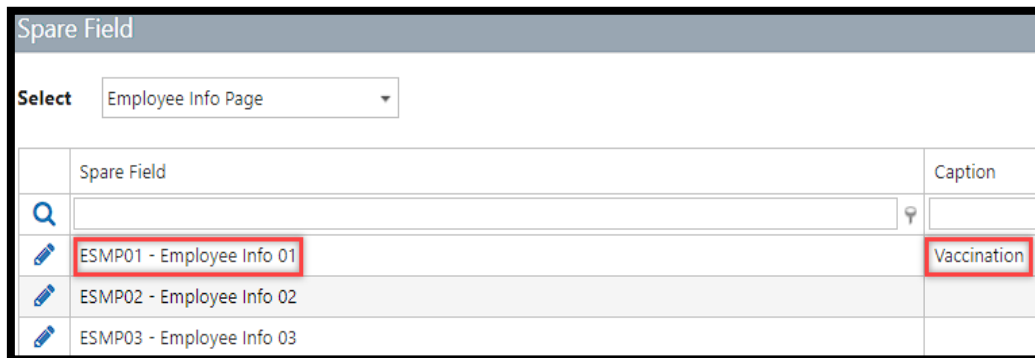 Spare Field
Select Employee Info Page
Spare Field Caption
ESMP01 - Employee Info 01 Vaccination
ESMP02 - Employee Info 02
ESMP03 - Employee Info 03